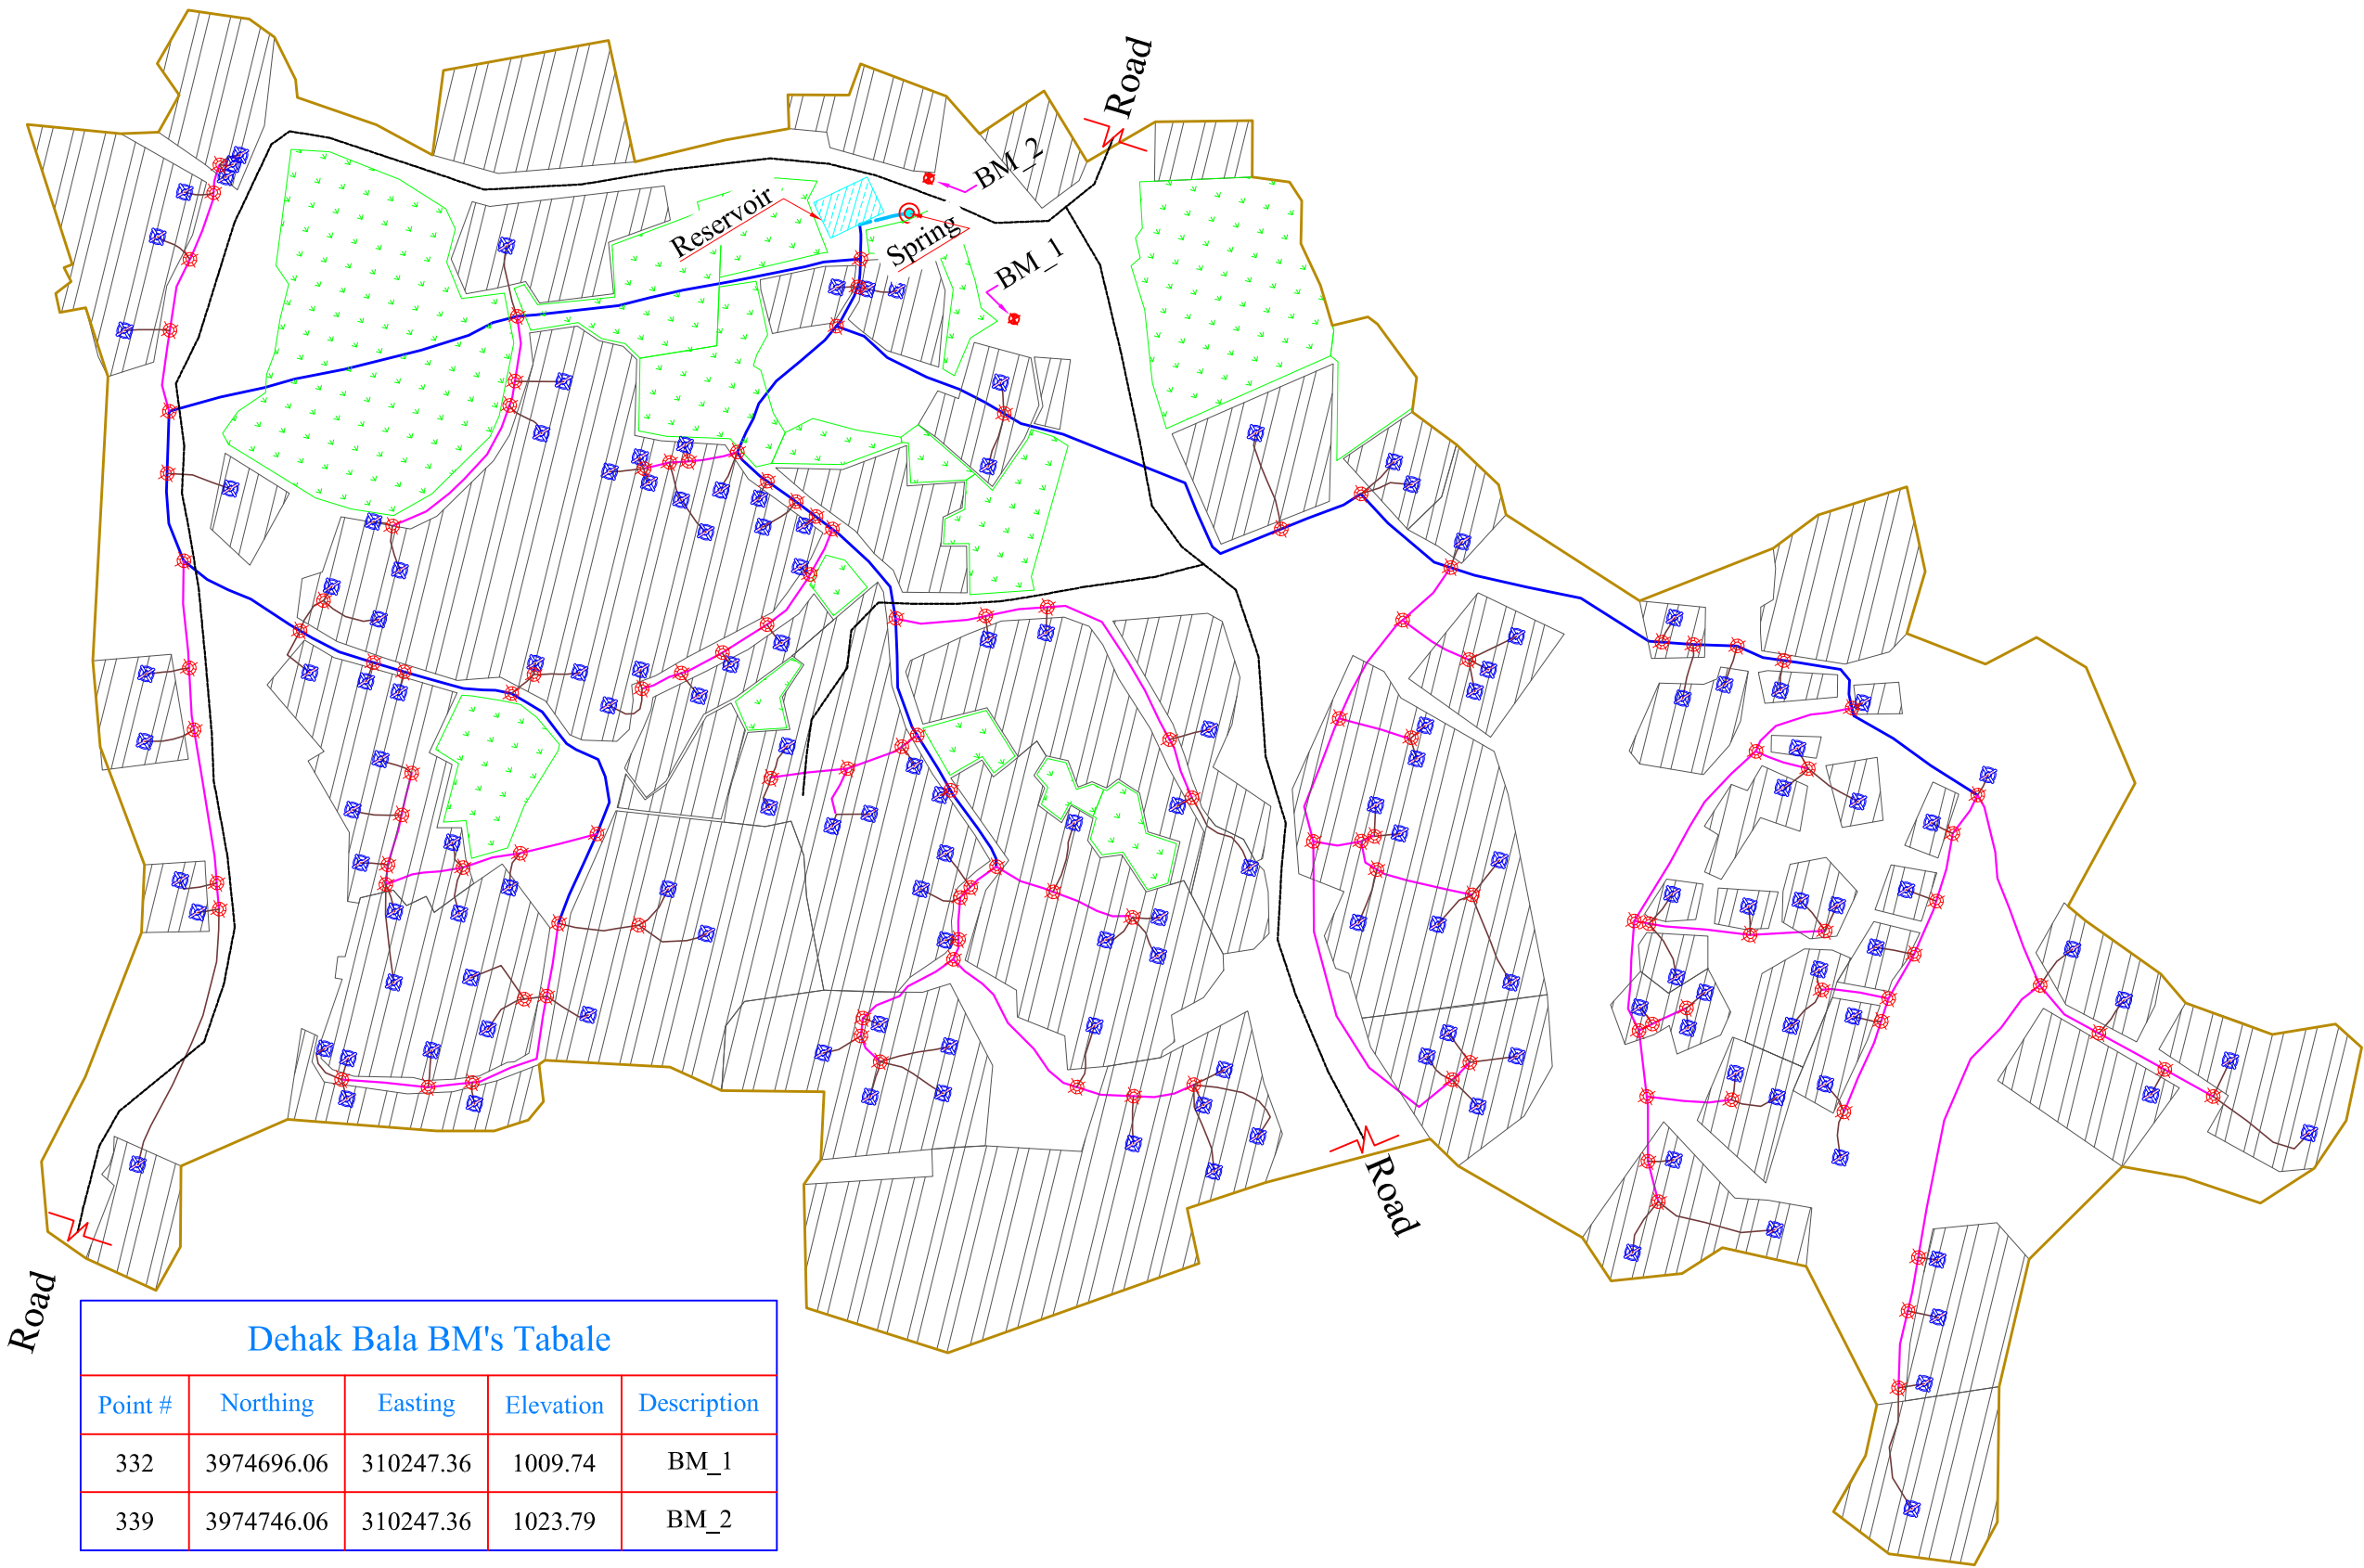 Road
BM_2
Reservoir
Spring
BM_1
Road
Road
Dehak Bala BM's Tabale
Point # Northing Easting Elevation Description
332 3974696.06 310247.36 1009.74 BM_1
339 3974746.06 310247.36 1023.79 BM_2